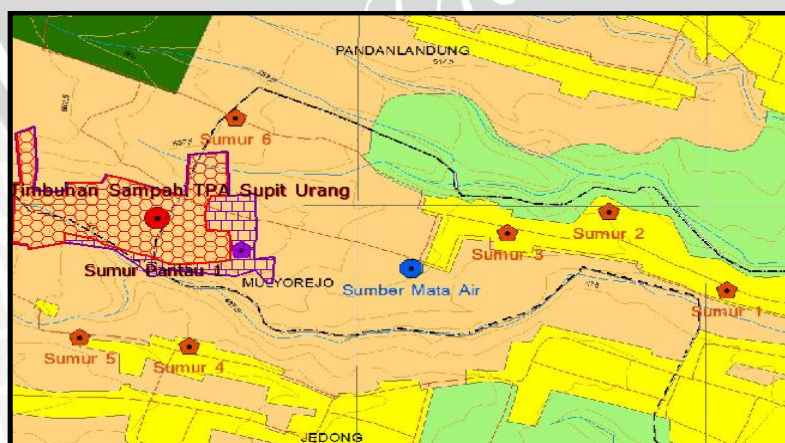 PANDANLANDUNG
Sumur 6
Timbunan Sampah TPA Supit Urang
Sumur 2
Sumur 3
Sumur Pantau 1
MULYOREJO
Sumber Mata Air
Sumur 1
Sumur 5
Sumur 4
JEDONG